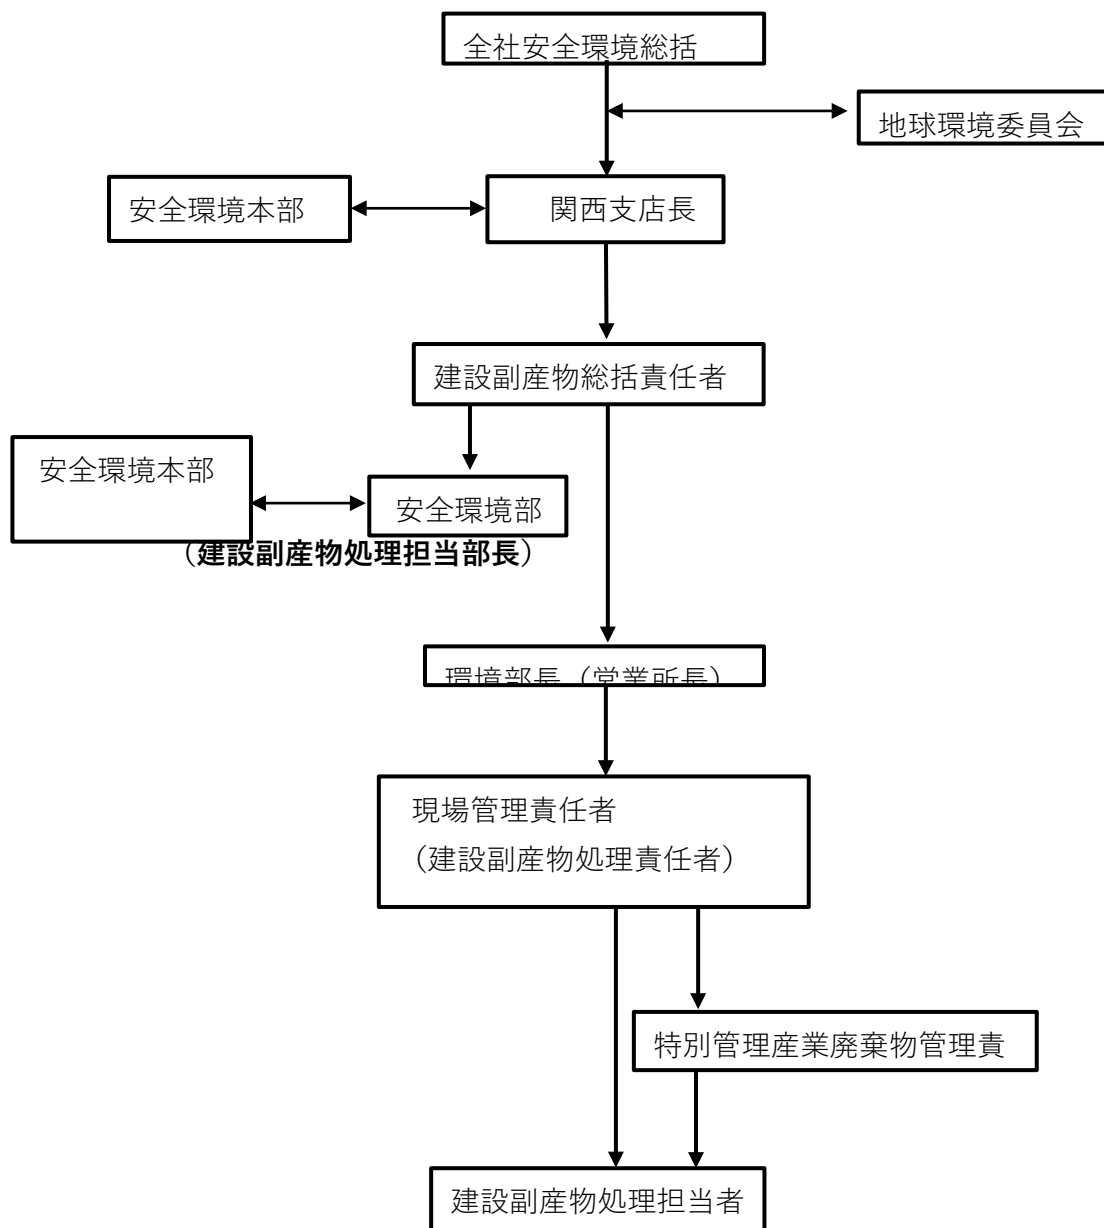 全社安全環境総括
地球環境委員会
安全環境本部
関西支店長
建設副産物総括責任者
安全環境本部
安全環境部
（建設副産物処理担当部長）
環境部長（営業所長）
現場管理責任者
（建設副産物処理責任者）
特別管理産業廃棄物管理責
建設副産物処理担当者